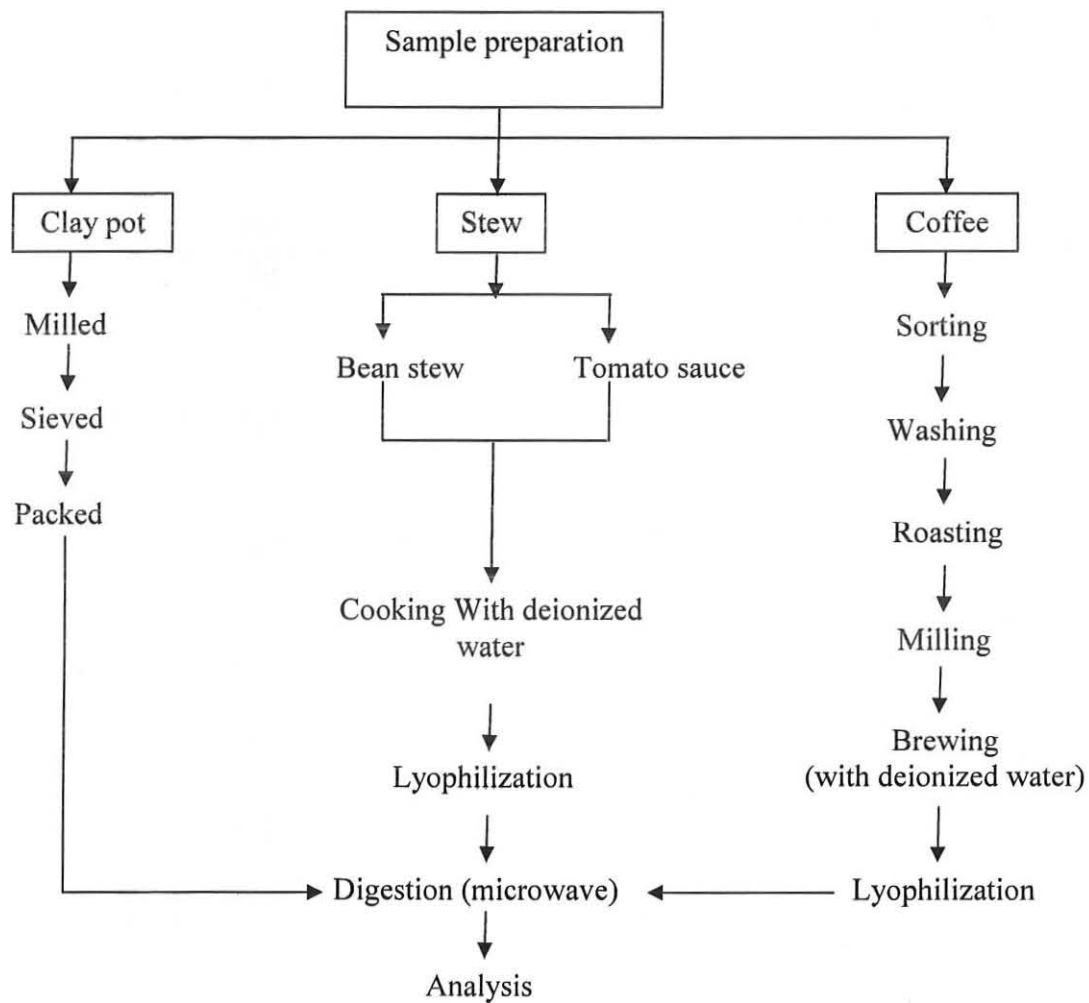 Sample preparation
Clay pot
Stew
Coffee
Milled
Sieved
Packed
Bean stew
Tomato sauce
Cooking With deionized
water
Lyophilization
Sorting
Washing
Roasting
Milling
Brewing
(with deionized water)
Lyophilization
Digestion (microwave)
Analysis